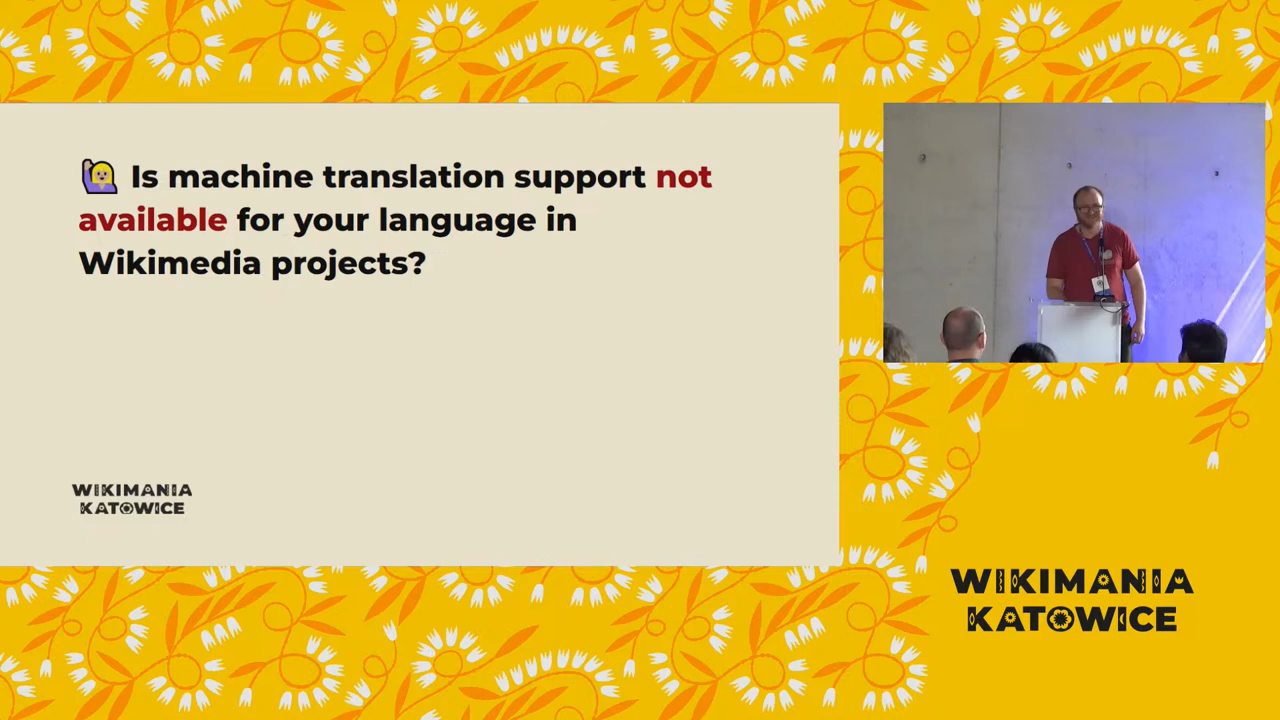 🙋 Is machine translation support not
available for your language in
Wikimedia projects?
WIKIMANIA
KATOWICE
WIKIMANIA
KATOWICE